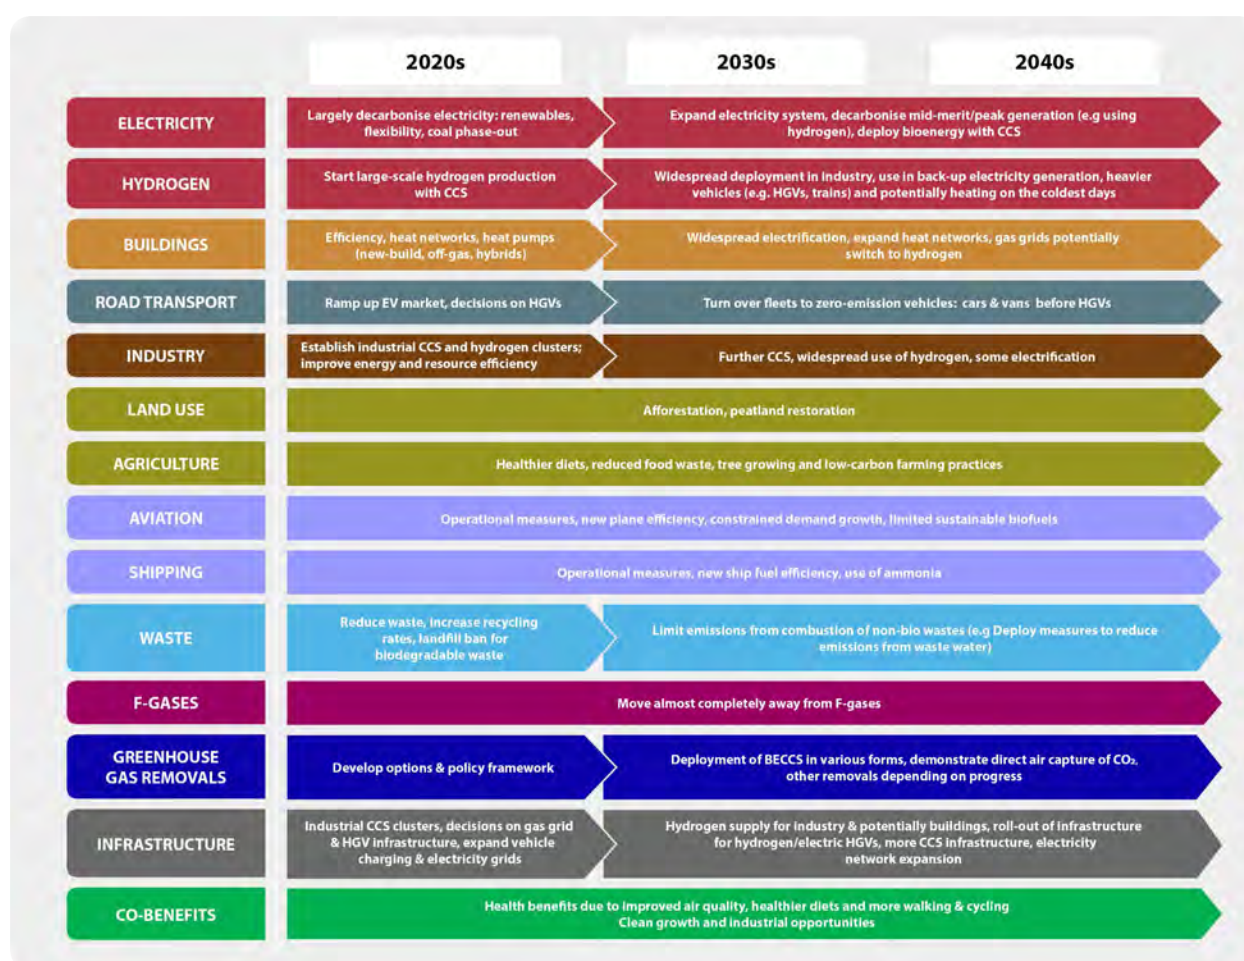 2020s
2030s
2040s
ELECTRICITY
Largely decarbonise electricity: renewables,
flexibility, coal phase-out
Expand electricity system, decarbonise mid-merit/peak generation (e.g using
hydrogen), deploy bioenergy with CCS
HYDROGEN
Start large-scale hydrogen production
with CCS
Widespread deployment in industry, use in back-up electricity generation, heavier
vehicles (e.g. HGVs, trains) and potentially heating on the coldest days
BUILDINGS
Efficiency, heat networks, heat pumps
(new-build, off-gas, hybrids)
Widespread electrification, expand heat networks, gas grids potentially
switch to hydrogen
ROAD TRANSPORT
Ramp up EV market, decisions on HGVs
Turn over fleets to zero-emission vehicles: cars & vans before HGVs
INDUSTRY
Establish industrial CCS and hydrogen clusters;
improve energy and resource efficiency
Further CCS, widespread use of hydrogen, some electrification
LAND USE
Afforestation, peatland restoration
AGRICULTURE
Healthier diets, reduced food waste, tree growing and low-carbon farming practices
AVIATION
Operational measures, new plane efficiency, constrained demand growth, limited sustainable biofuels
SHIPPING
Operational measures, new ship fuel efficiency, use of ammonia
WASTE
Reduce waste, increase recycling
rates, landfill ban for
biodegradable waste
Limit emissions from combustion of non-bio wastes (e.g Deploy measures to reduce
emissions from waste water)
F-GASES
Move almost completely away from F-gases
GREENHOUSE
GAS REMOVALS
Develop options & policy framework
Deployment of BECCS in various forms, demonstrate direct air capture of CO₂,
other removals depending on progress
INFRASTRUCTURE
Industrial CCS clusters, decisions on gas grid
& HGV infrastructure, expand vehicle
charging & electricity grids
Hydrogen supply for industry & potentially buildings, roll-out of infrastructure
for hydrogen/electric HGVs, more CCS infrastructure, electricity
network expansion
CO-BENEFITS
Health benefits due to improved air quality, healthier diets and more walking & cycling
Clean growth and industrial opportunities